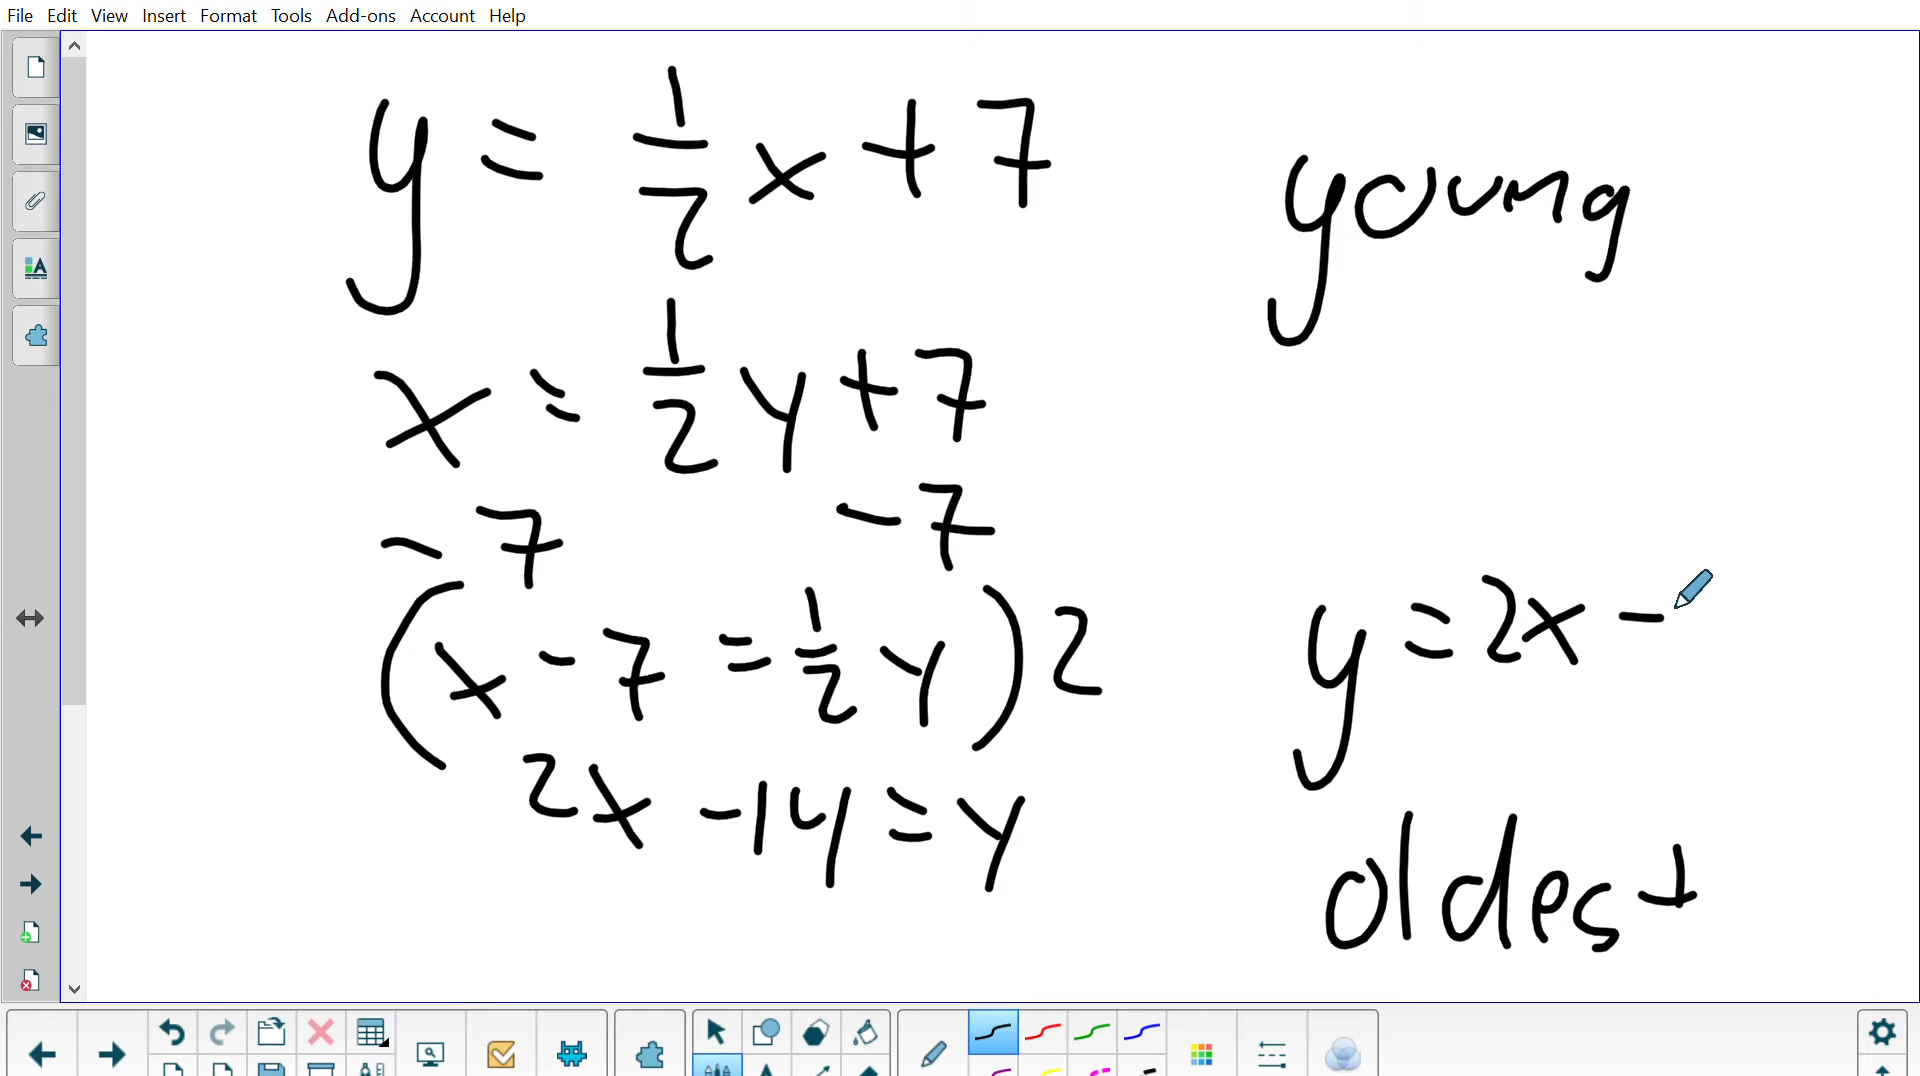 File Edit View Insert Format Tools Add-ons Account Help
y = 1/2 x + 7
young
x = 1/2 y + 7
- 7 - 7
(x - 7 = 1/2 y) 2
y = 2x -
2x - 14 = y
oldest